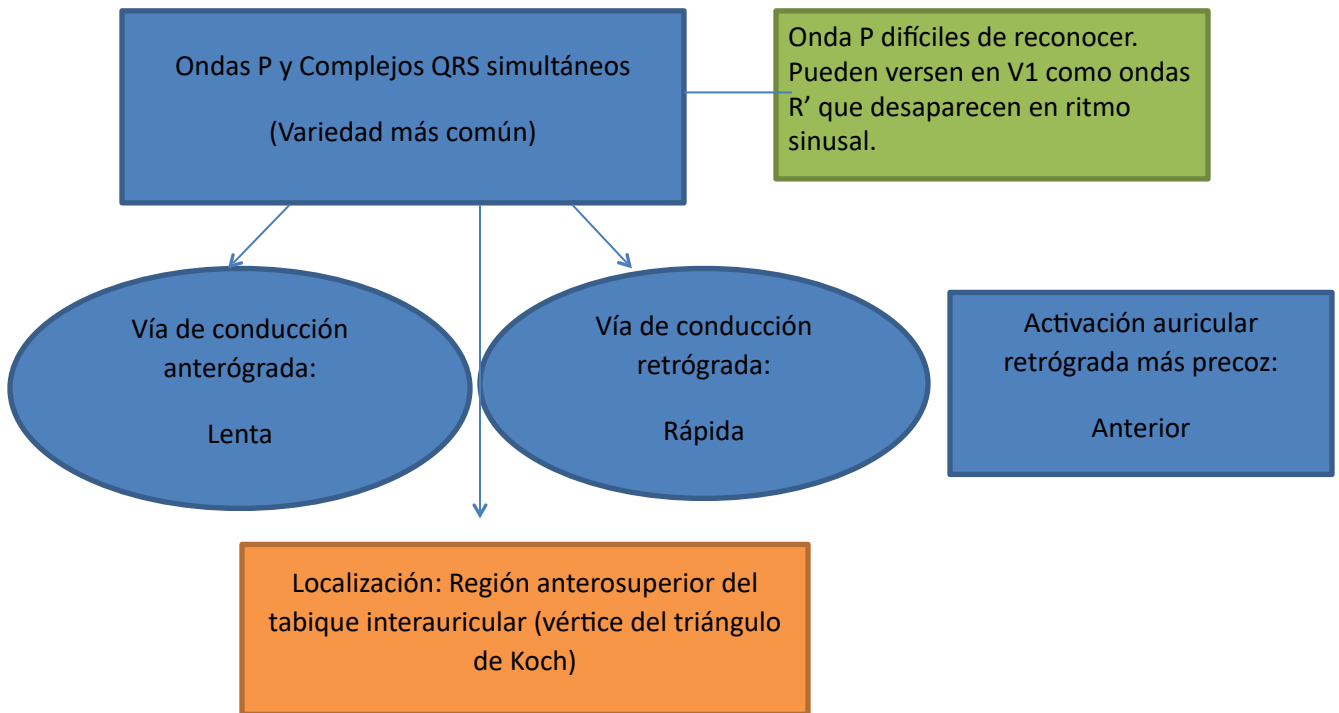 Ondas P y Complejos QRS simultáneos
(Variedad más común)
Onda P difíciles de reconocer.
Pueden versen en V1 como ondas
R’ que desaparecen en ritmo
sinusal.
Vía de conducción
anterógrada:
Lenta
Vía de conducción
retrógrada:
Rápida
Activación auricular
retrógrada más precoz:
Anterior
Localización: Región anterosuperior del
tabique interauricular (vértice del triángulo
de Koch)